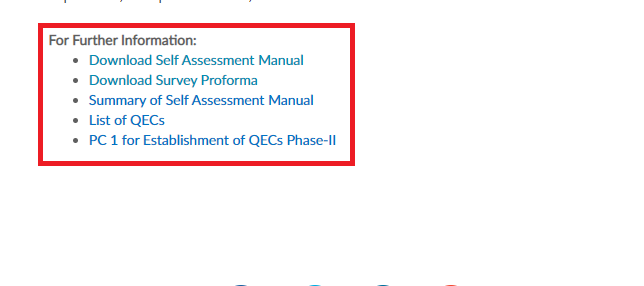 For Further Information:
Download Self Assessment Manual
Download Survey Proforma
Summary of Self Assessment Manual
List of QECs
PC 1 for Establishment of QECs Phase-II